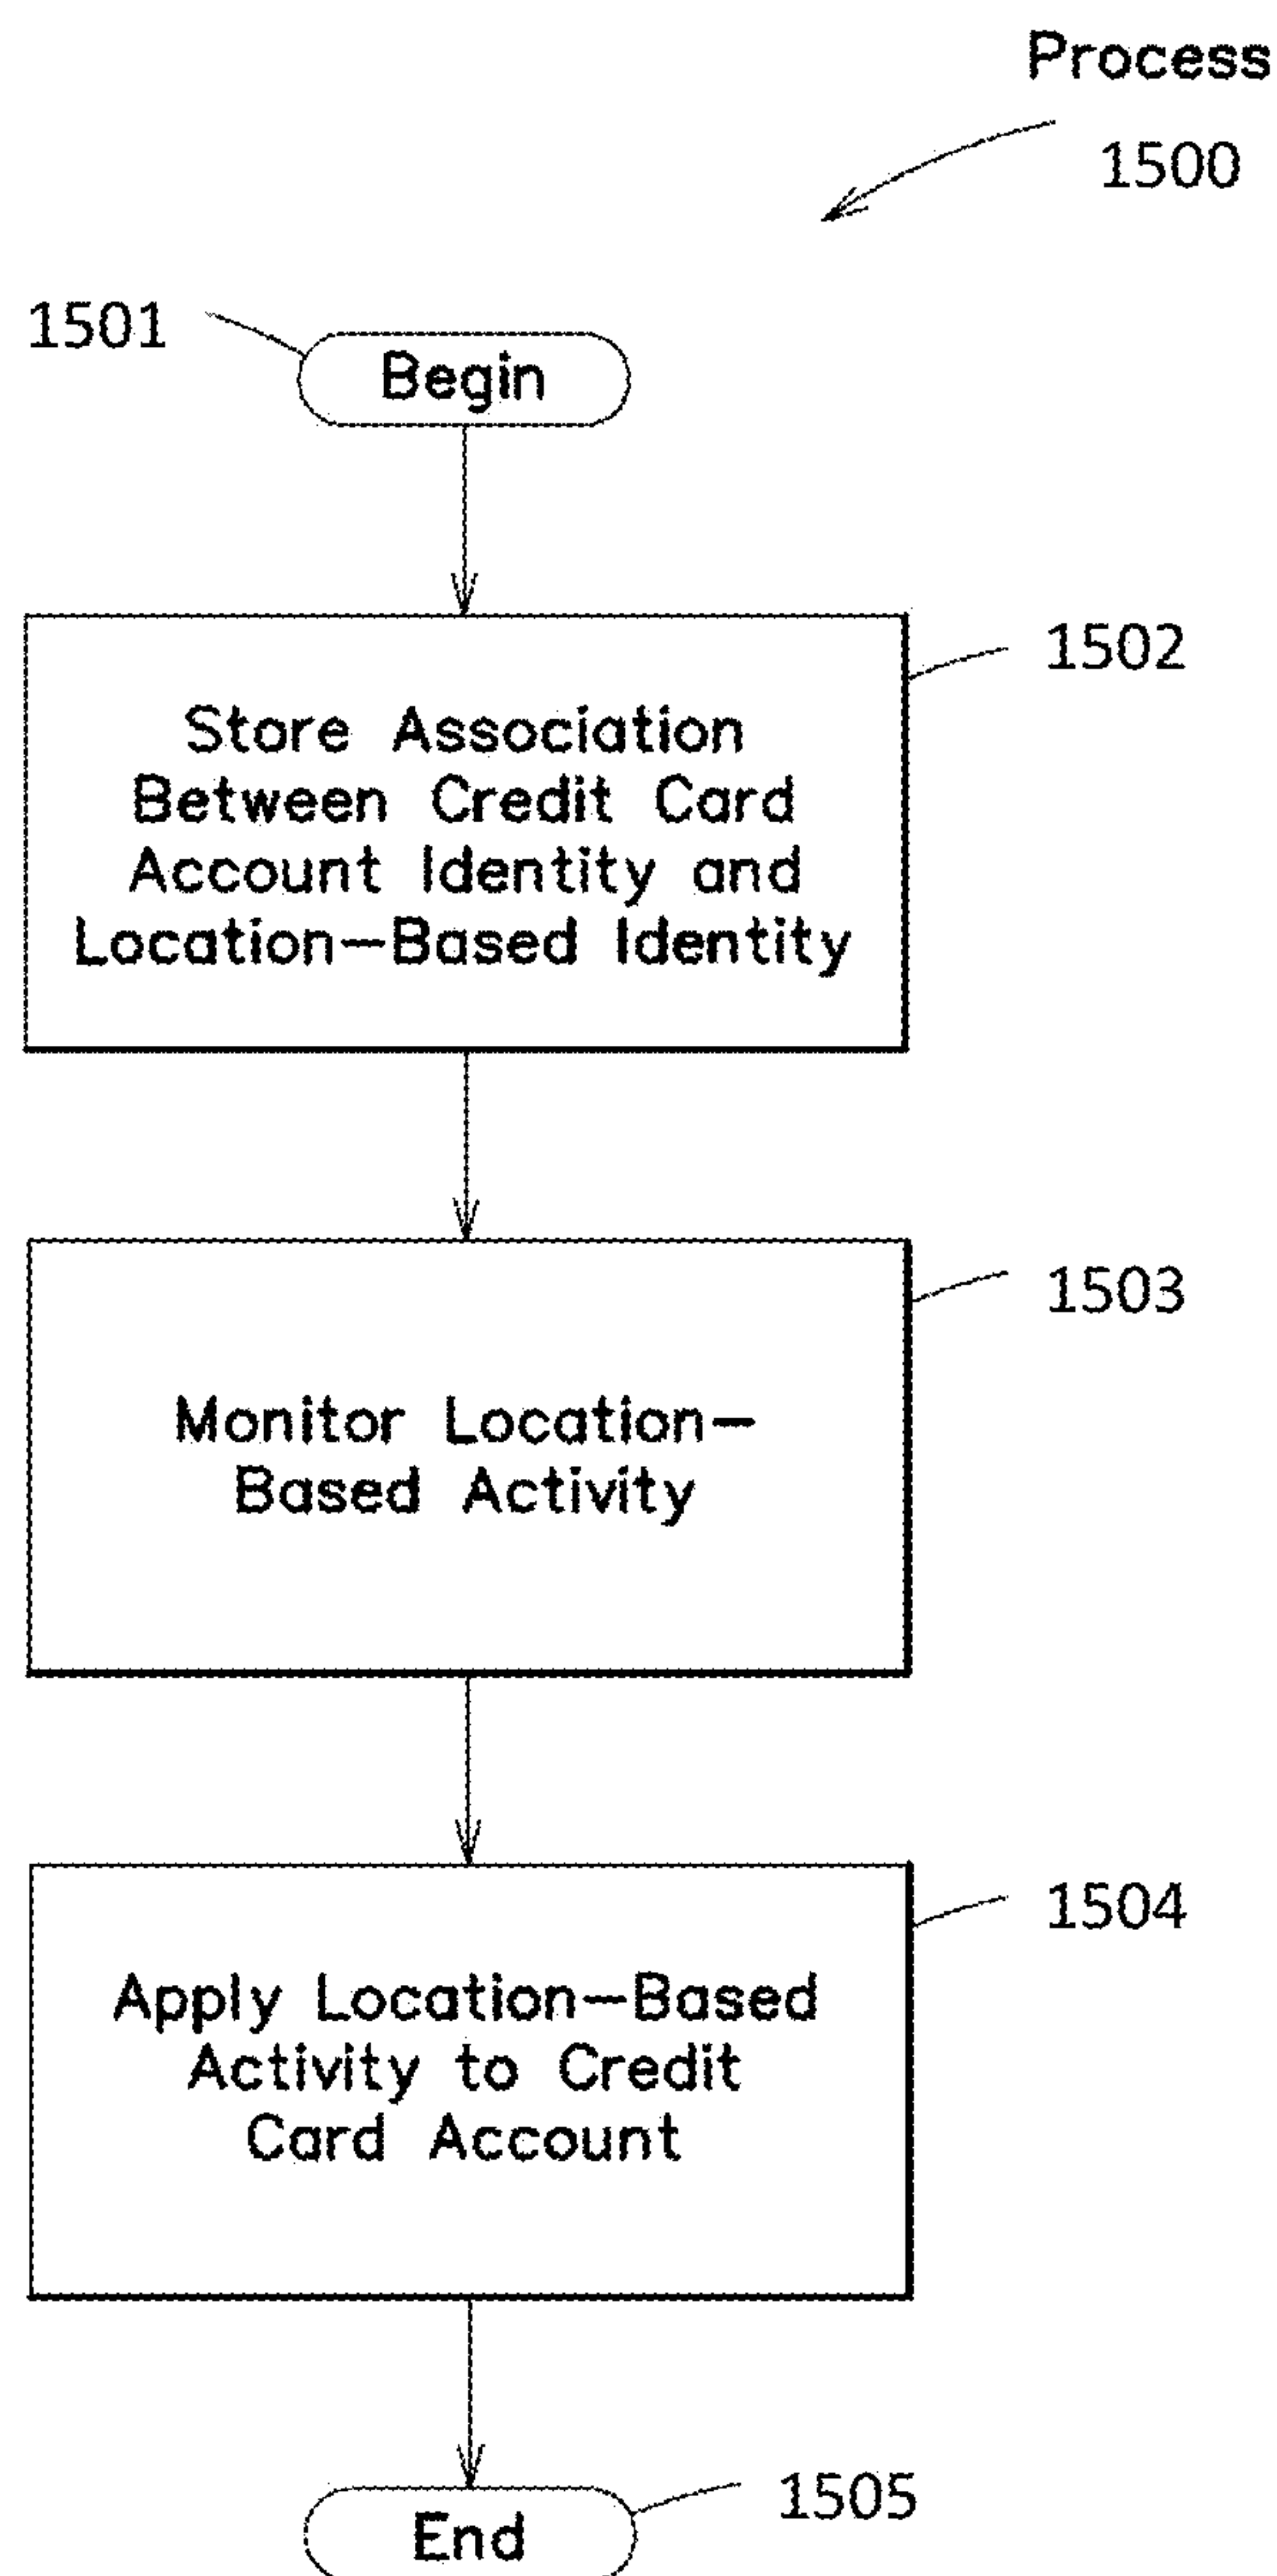 Process
1500
1501
Begin
1502
Store Association
Between Credit Card
Account Identity and
Location-Based Identity
1503
Monitor Location-
Based Activity
1504
Apply Location-Based
Activity to Credit
Card Account
1505
End